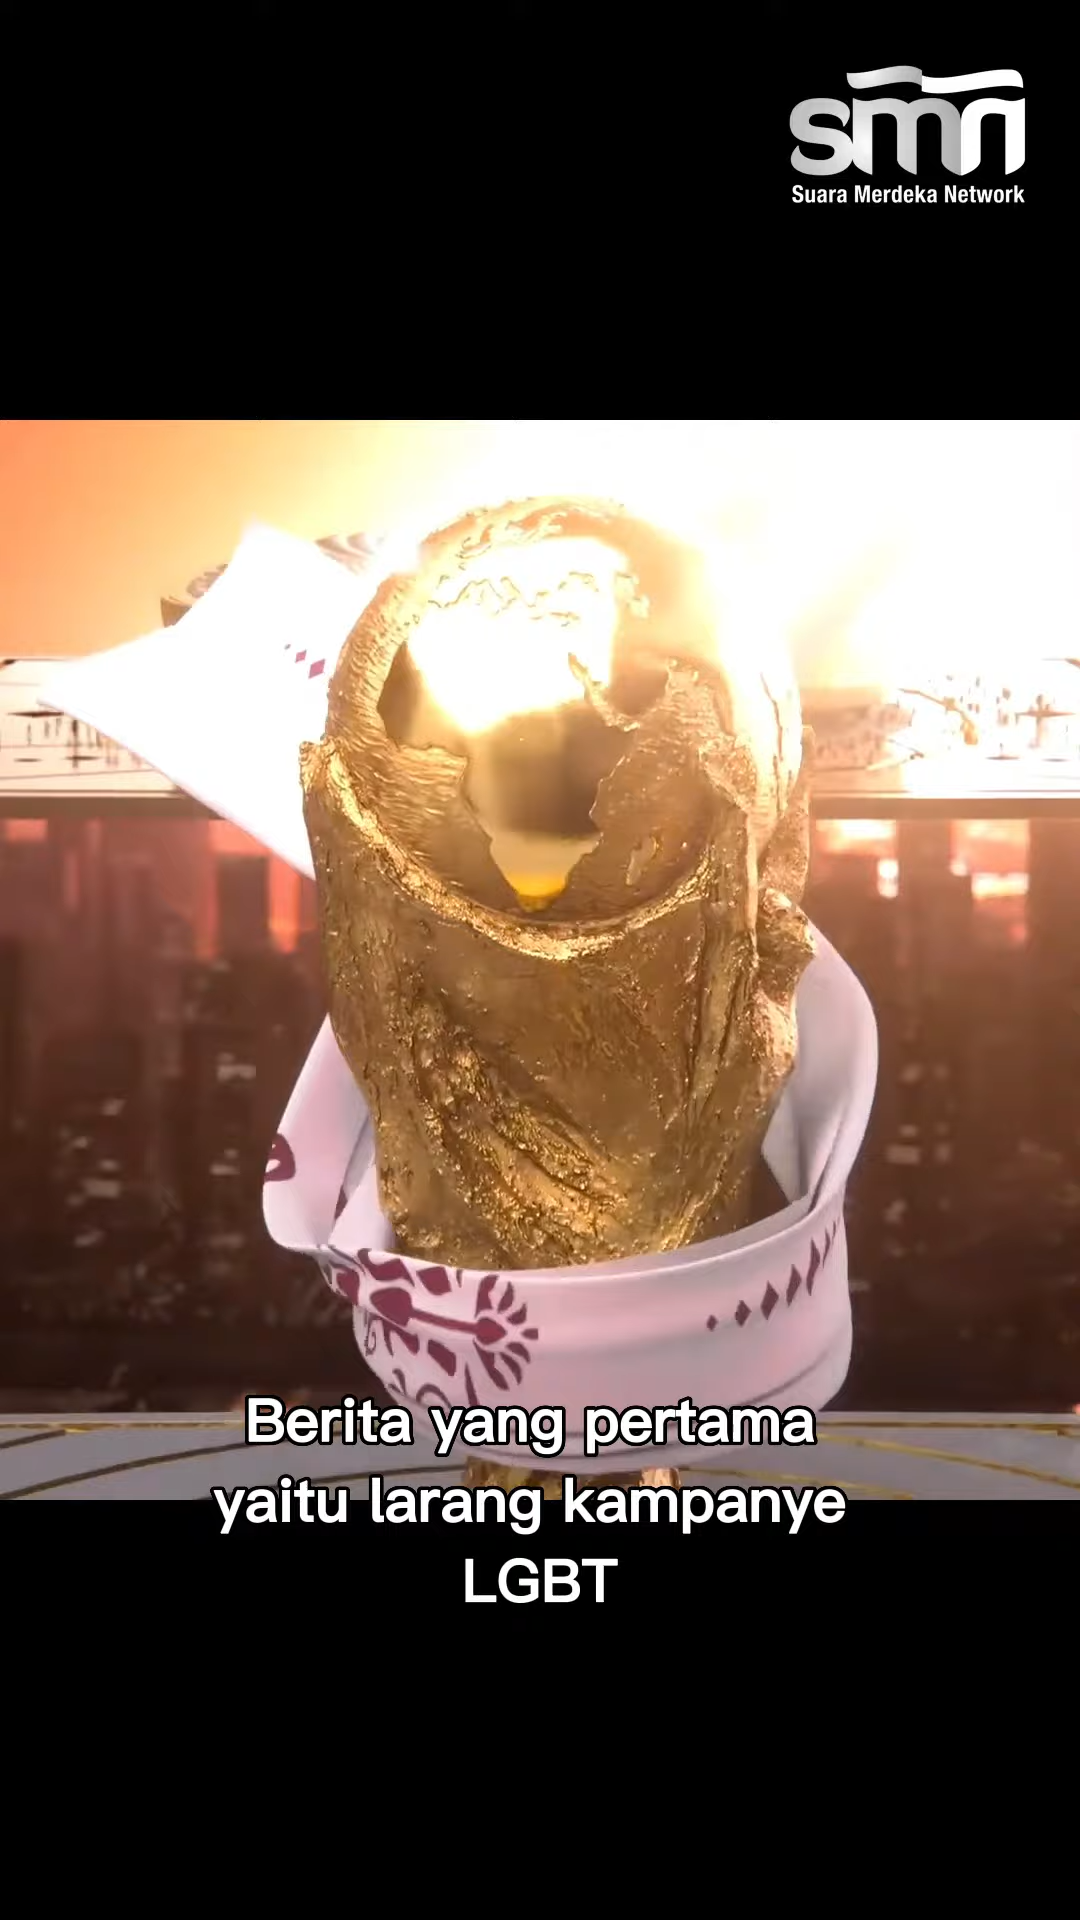 smn
Suara Merdeka Network
Berita yang pertama
yaitu larang kampanye
LGBT